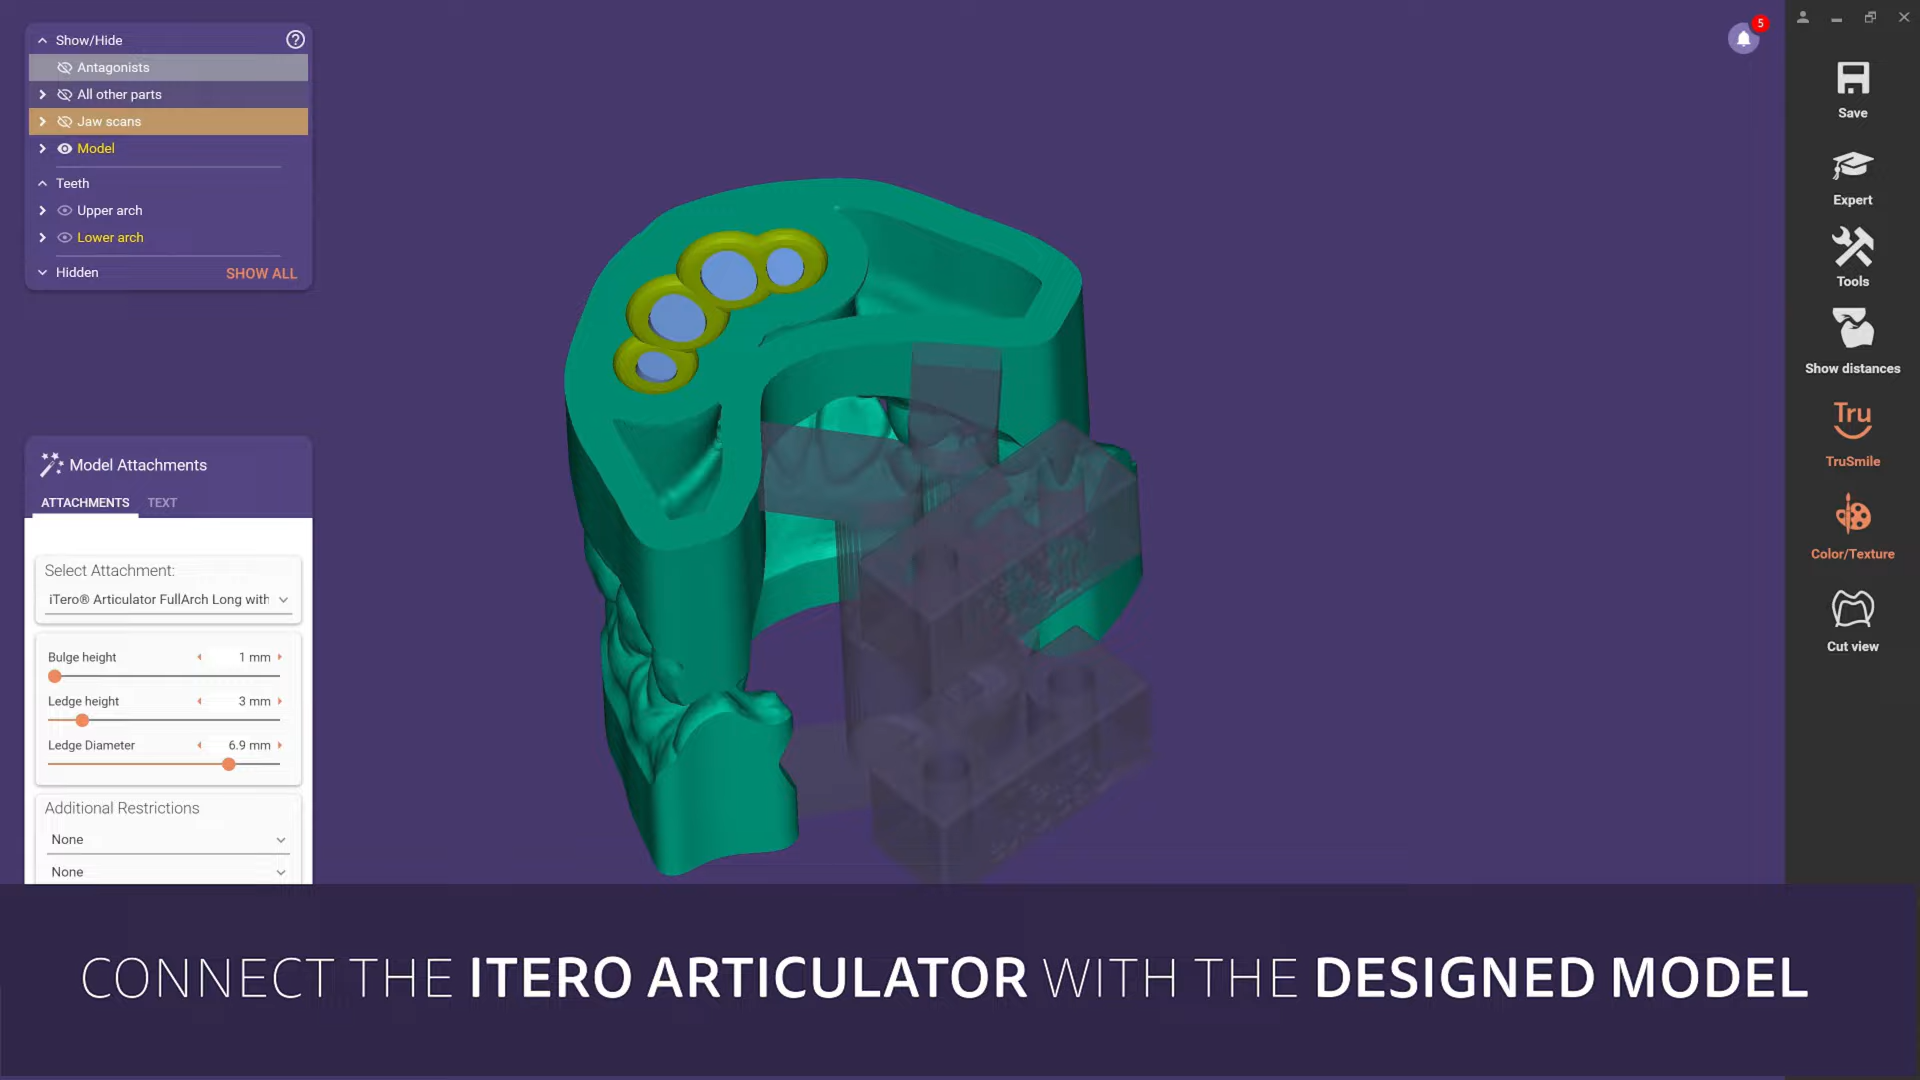 Show/Hide
Antagonists
All other parts
Jaw scans
Model
Teeth
Upper arch
Lower arch
Hidden SHOW ALL
Model Attachments
ATTACHMENTS TEXT
Select Attachment:
iTero® Articulator FullArch Long with
Bulge height 1 mm
Ledge height 3 mm
Ledge Diameter 6.9 mm
Additional Restrictions
None
None
5
Save
Expert
Tools
Show distances
Tru
TruSmile
Color/Texture
Cut view
CONNECT THE ITERO ARTICULATOR WITH THE DESIGNED MODEL